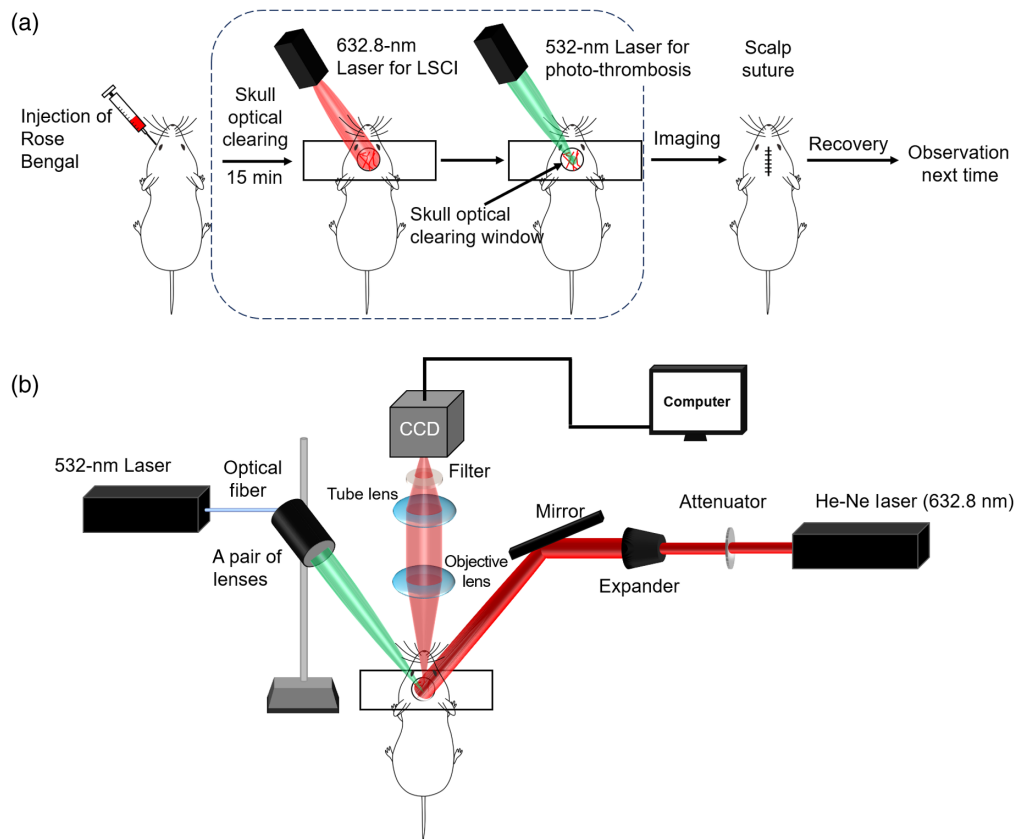 (a)
Injection of
Rose
Bengal
Skull
optical
clearing
15 min
632.8-nm
Laser for LSCI
532-nm Laser for
photo-thrombosis
Skull optical
clearing window
Imaging
Scalp
suture
Recovery
Observation
next time
(b)
532-nm Laser
Optical
fiber
A pair of
lenses
CCD
Filter
Tube lens
Objective
lens
Computer
Mirror
Expander
Attenuator
He-Ne laser (632.8 nm)